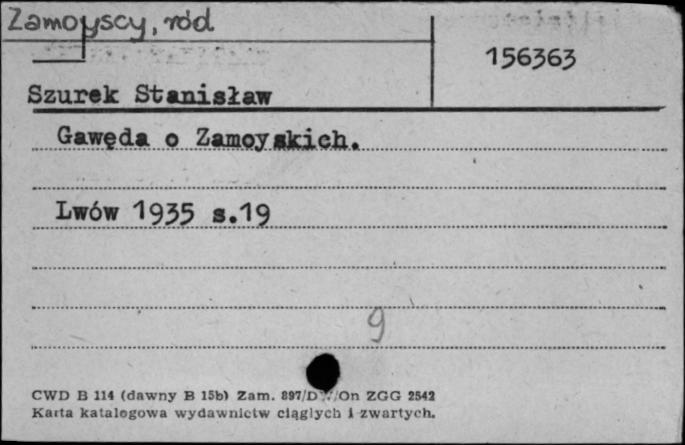 Zamoyscy, ród
156363
Szurek Stanisław
Gawęda o Zamoyskich.
Lwów 1935 s.19
9
CWD B 114 (dawny B 15b) Zam. 897/DW/On ZGG 2542
Karta katalogowa wydawnictw ciągłych i zwartych.